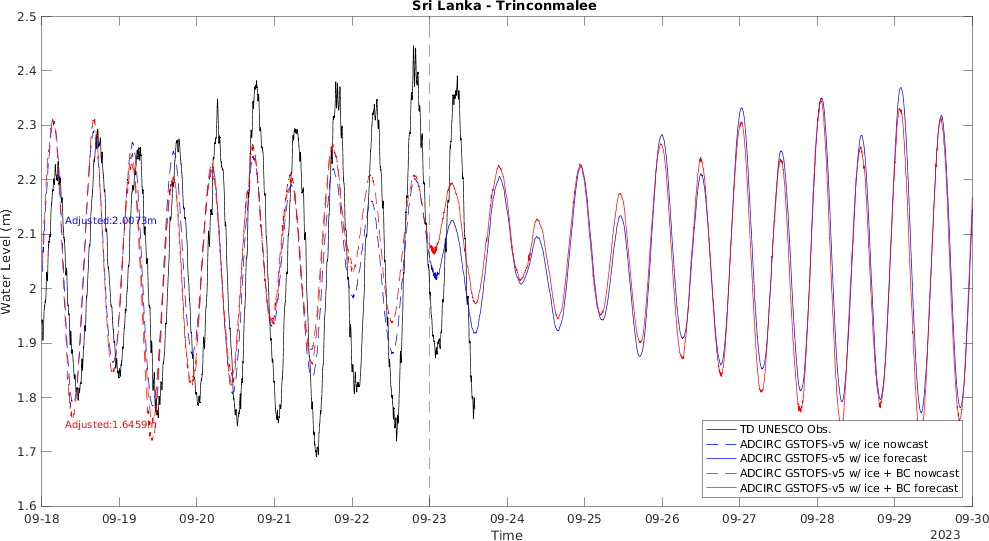 Sri Lanka - Trinconmalee
2.5
2.4
2.3
2.2
2.1
2
1.9
1.8
1.7
1.6
Water Level (m)
Adjusted:2.0073m
Adjusted:1.6459m
TD UNESCO Obs.
ADCIRC GSTOFS-v5 w/ ice nowcast
ADCIRC GSTOFS-v5 w/ ice forecast
ADCIRC GSTOFS-v5 w/ ice + BC nowcast
ADCIRC GSTOFS-v5 w/ ice + BC forecast
09-18 09-19 09-20 09-21 09-22 09-23 09-24 09-25 09-26 09-27 09-28 09-29 09-30
Time
2023